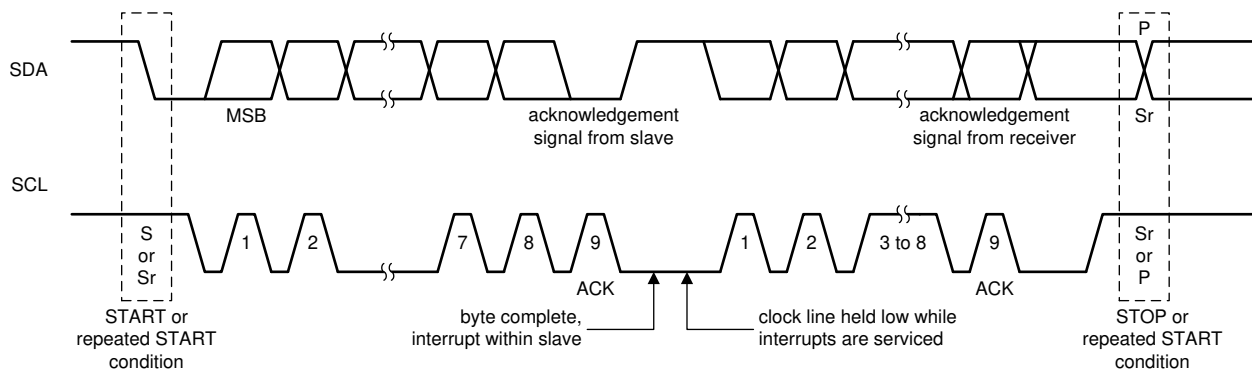 P
SDA
MSB
acknowledgement
signal from slave
acknowledgement
signal from receiver
Sr
SCL
S
or
Sr
1
2
7
8
9
1
2
3 to 8
9
Sr
or
P
ACK
ACK
START or
repeated START
condition
byte complete,
interrupt within slave
clock line held low while
interrupts are serviced
STOP or
repeated START
condition